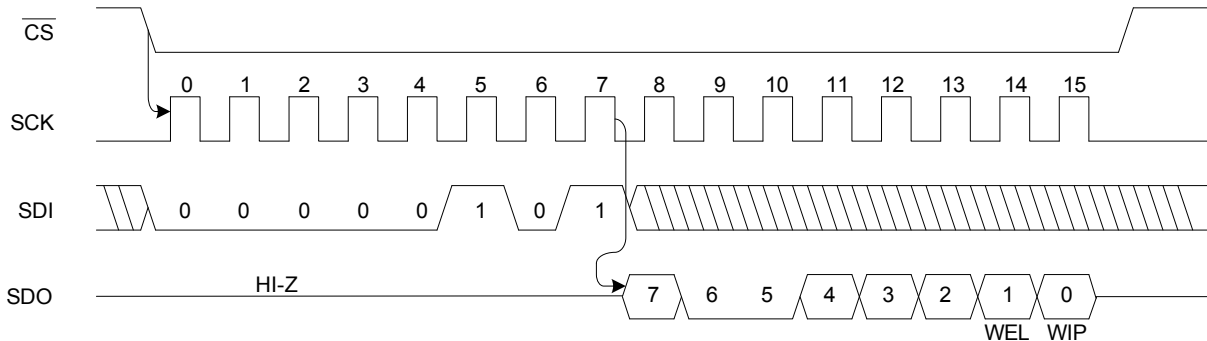 CS
0 1 2 3 4 5 6 7 8 9 10 11 12 13 14 15
SCK
SDI 0 0 0 0 0 1 0 1
HI-Z
SDO 7 6 5 4 3 2 1 0
WEL WIP